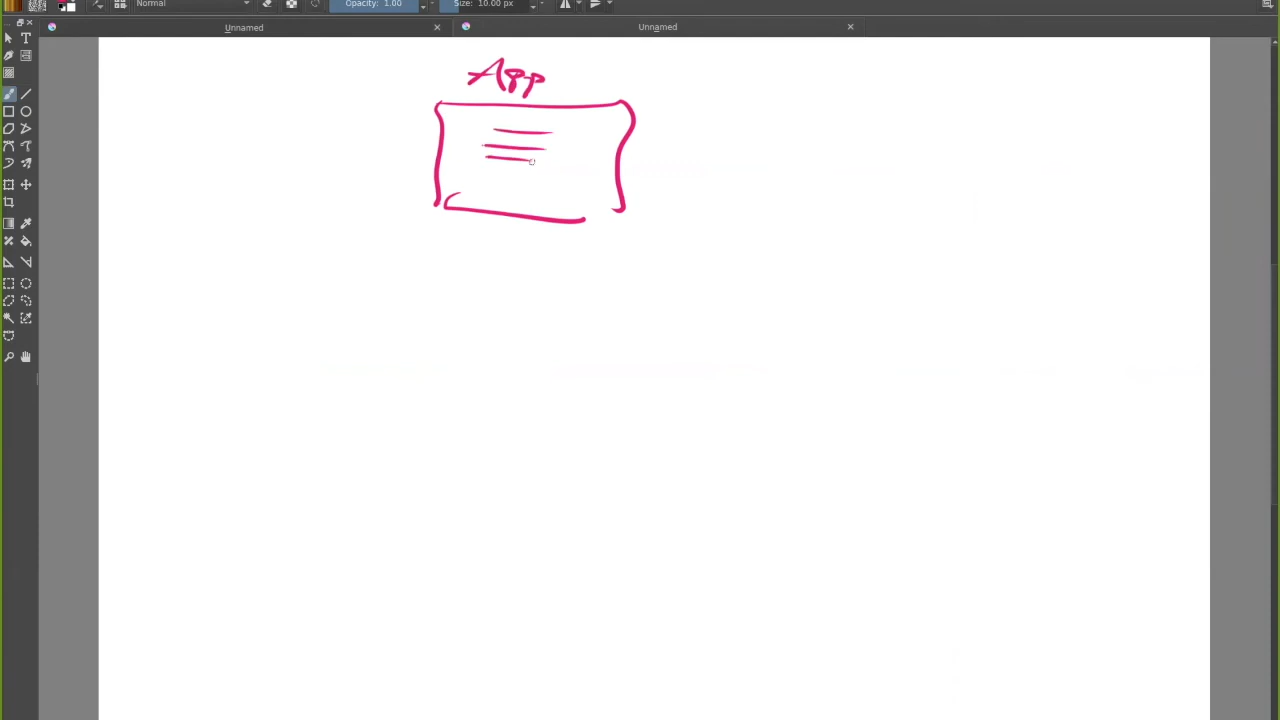 Normal
Opacity: 1.00
Size: 10.00 px
Unnamed
Unnamed
App